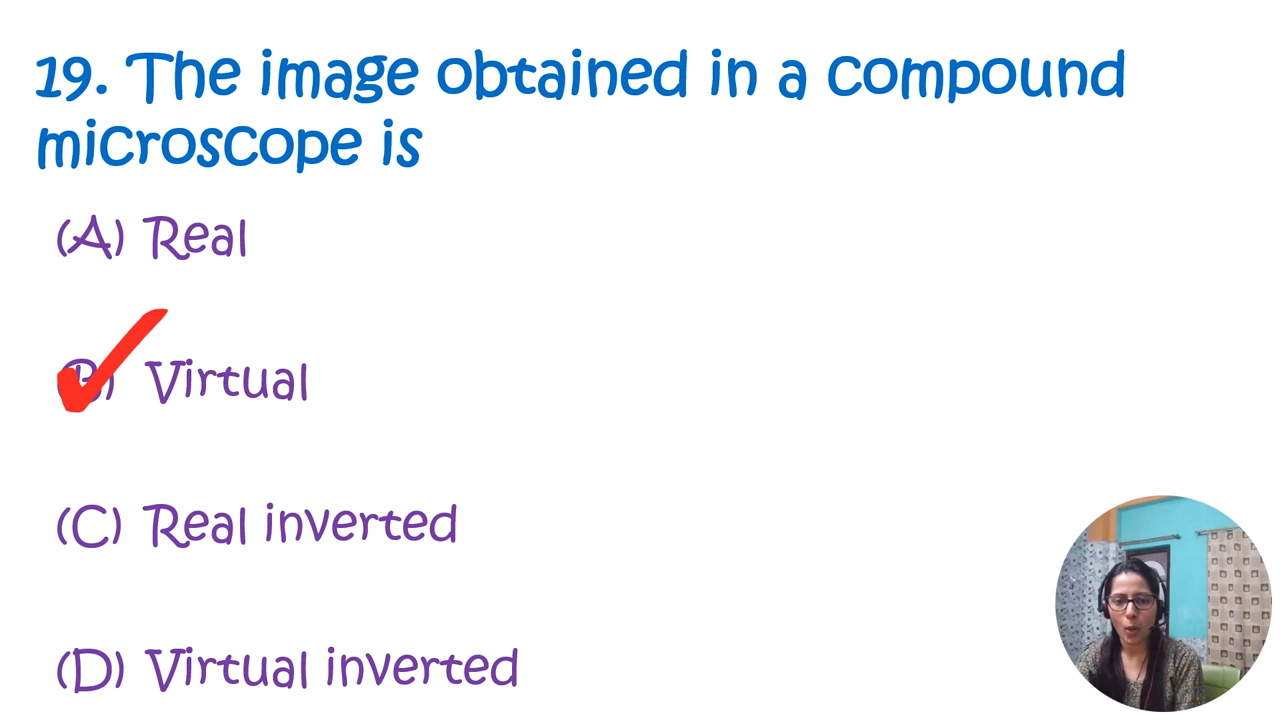 19. The image obtained in a compound
microscope is
(A) Real
(B) Virtual
(C) Real inverted
(D) Virtual inverted